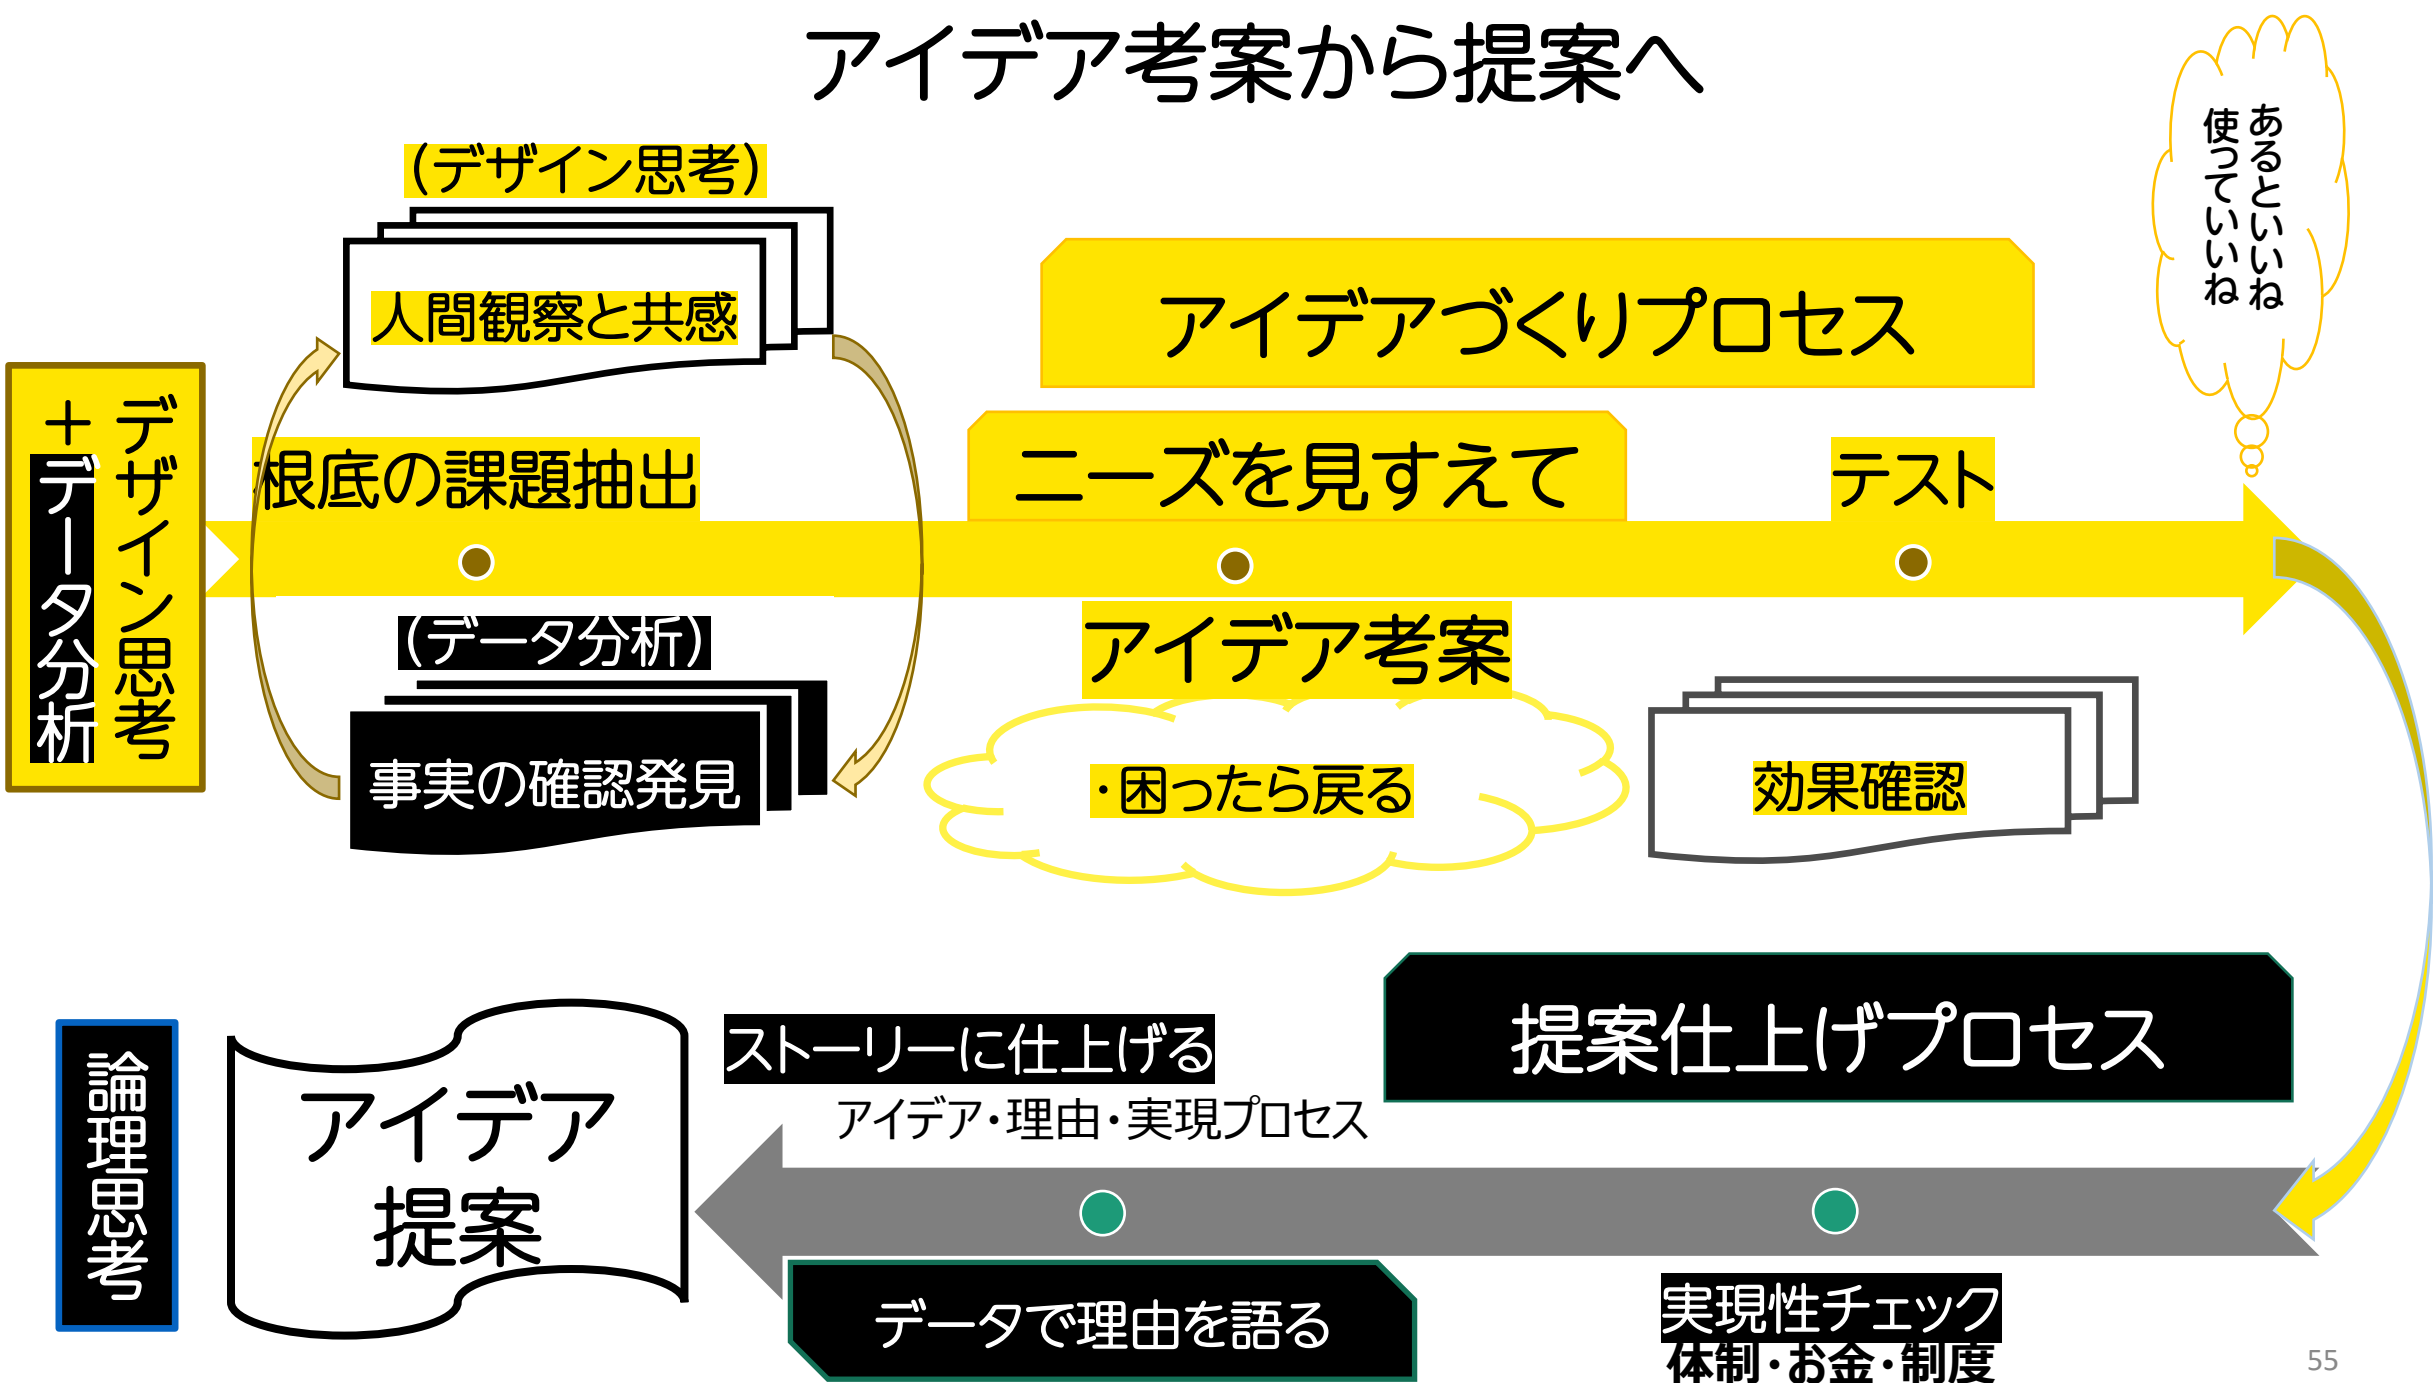 アイデア考案から提案へ
あるといいね
使っていいね
(デザイン思考)
人間観察と共感
アイデアづくりプロセス
デザイン思考
+データ分析
根底の課題抽出
ニーズを見すえて
テスト
(データ分析)
事実の確認発見
アイデア考案
・困ったら戻る
効果確認
提案仕上げプロセス
ストーリーに仕上げる
アイデア・理由・実現プロセス
論理思考
アイデア
提案
データで理由を語る
実現性チェック
体制・お金・制度
55